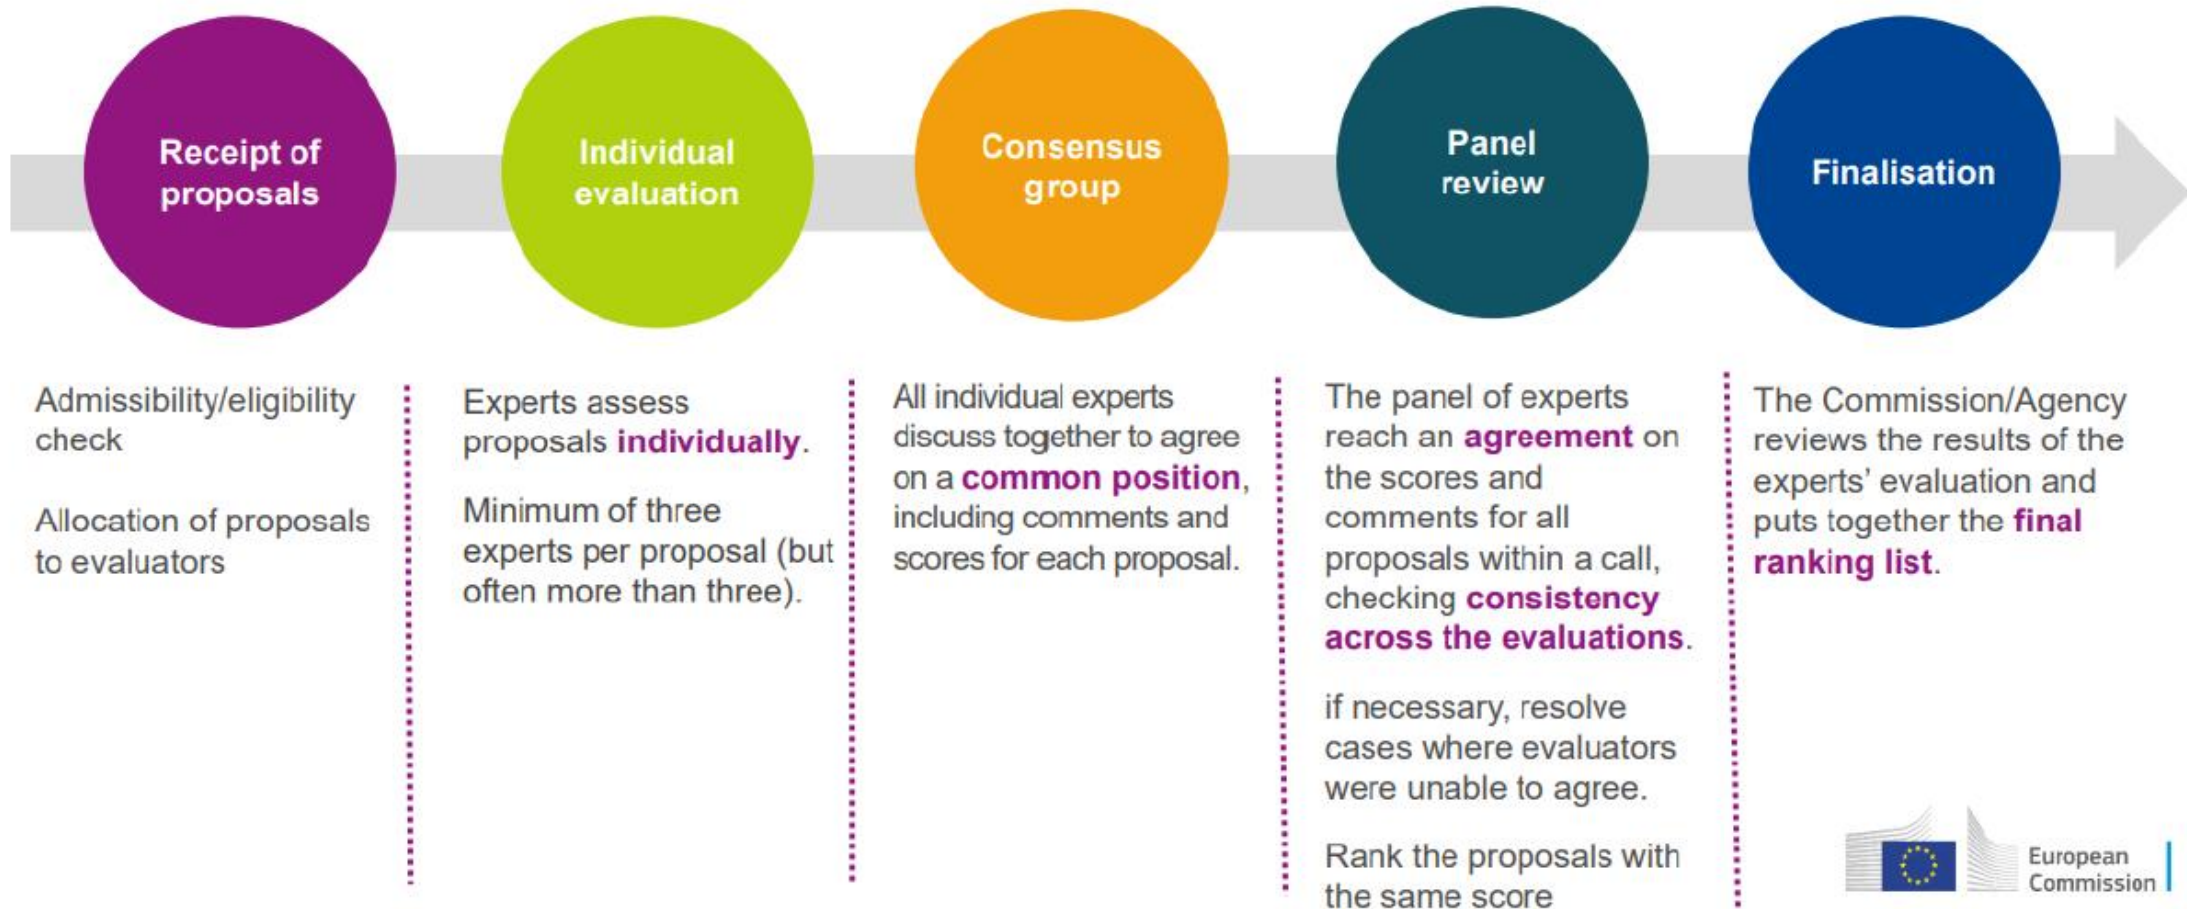 Receipt of
proposals
Individual
evaluation
Consensus
group
Panel
review
Finalisation
Admissibility/eligibility
check
Allocation of proposals
to evaluators
Experts assess
proposals individually.
Minimum of three
experts per proposal (but
often more than three).
All individual experts
discuss together to agree
on a common position,
including comments and
scores for each proposal.
The panel of experts
reach an agreement on
the scores and
comments for all
proposals within a call,
checking consistency
across the evaluations.
if necessary, resolve
cases where evaluators
were unable to agree.
Rank the proposals with
the same score
The Commission/Agency
reviews the results of the
experts' evaluation and
puts together the final
ranking list.
European
Commission